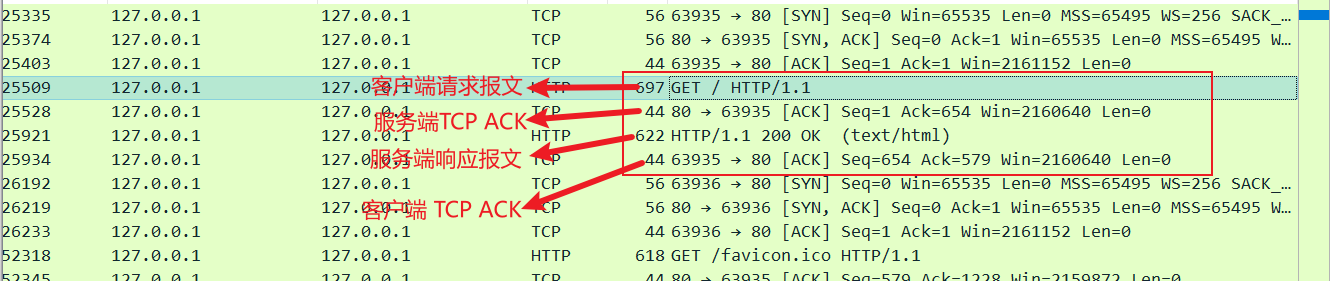 25335 127.0.0.1 127.0.0.1 TCP 56 63935 → 80 [SYN] Seq=0 Win=65535 Len=0 MSS=65495 WS=256 SACK_…
25374 127.0.0.1 127.0.0.1 TCP 56 80 → 63935 [SYN, ACK] Seq=0 Ack=1 Win=65535 Len=0 MSS=65495 W…
25403 127.0.0.1 127.0.0.1 TCP 44 63935 → 80 [ACK] Seq=1 Ack=1 Win=2161152 Len=0
25509 127.0.0.1 127.0.0.1 HTTP 697 GET / HTTP/1.1
客户端请求报文
25528 127.0.0.1 127.0.0.1 TCP 44 80 → 63935 [ACK] Seq=1 Ack=654 Win=2160640 Len=0
服务端TCP ACK
25921 127.0.0.1 127.0.0.1 HTTP 622 HTTP/1.1 200 OK (text/html)
服务端响应报文
25934 127.0.0.1 127.0.0.1 TCP 44 63935 → 80 [ACK] Seq=654 Ack=579 Win=2160640 Len=0
26192 127.0.0.1 127.0.0.1 TCP 56 63936 → 80 [SYN] Seq=0 Win=65535 Len=0 MSS=65495 WS=256 SACK_…
客户端 TCP ACK
26219 127.0.0.1 127.0.0.1 TCP 56 80 → 63936 [SYN, ACK] Seq=0 Ack=1 Win=65535 Len=0 MSS=65495 W…
26233 127.0.0.1 127.0.0.1 TCP 44 63936 → 80 [ACK] Seq=1 Ack=1 Win=2161152 Len=0
52318 127.0.0.1 127.0.0.1 HTTP 618 GET /favicon.ico HTTP/1.1
52345 127.0.0.1 127.0.0.1 TCP 44 80 → 63935 [ACK] Seq=579 Ack=1228 Win=2159872 Len=0